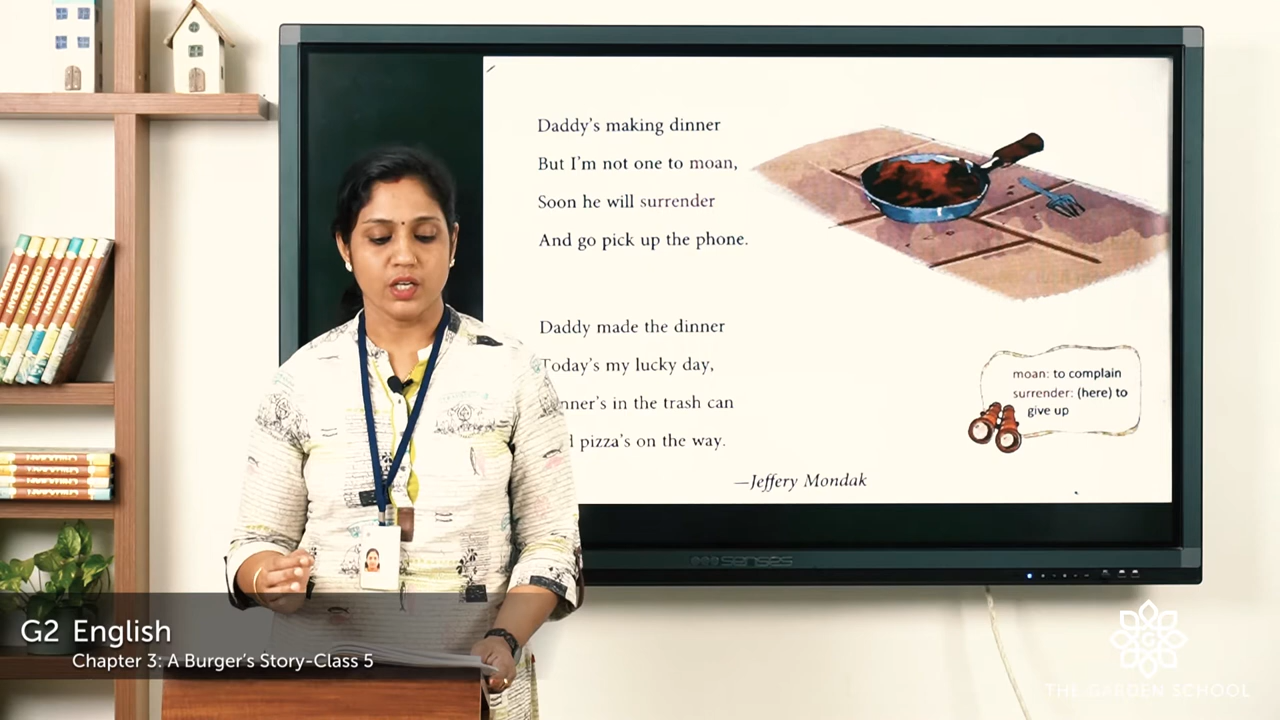 Daddy's making dinner
But I'm not one to moan,
Soon he will surrender
And go pick up the phone.
Daddy made the dinner
Today's my lucky day,
in the trash can
pizza's on the way.
—Jeffery Mondak
moan: to complain
surrender: (here) to
give up
senses
G2 English
Chapter 3: A Burger's Story-Class 5
G
THE GARDEN SCHOOL